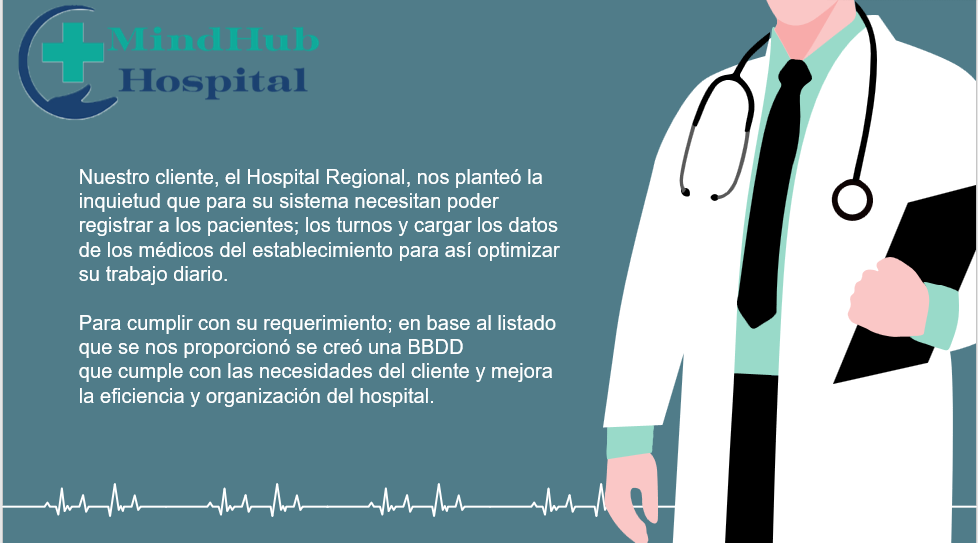 MindHub
Hospital
Nuestro cliente, el Hospital Regional, nos planteó la
inquietud que para su sistema necesitan poder
registrar a los pacientes; los turnos y cargar los datos
de los médicos del establecimiento para así optimizar
su trabajo diario.
Para cumplir con su requerimiento; en base al listado
que se nos proporcionó se creó una BBDD
que cumple con las necesidades del cliente y mejora
la eficiencia y organización del hospital.